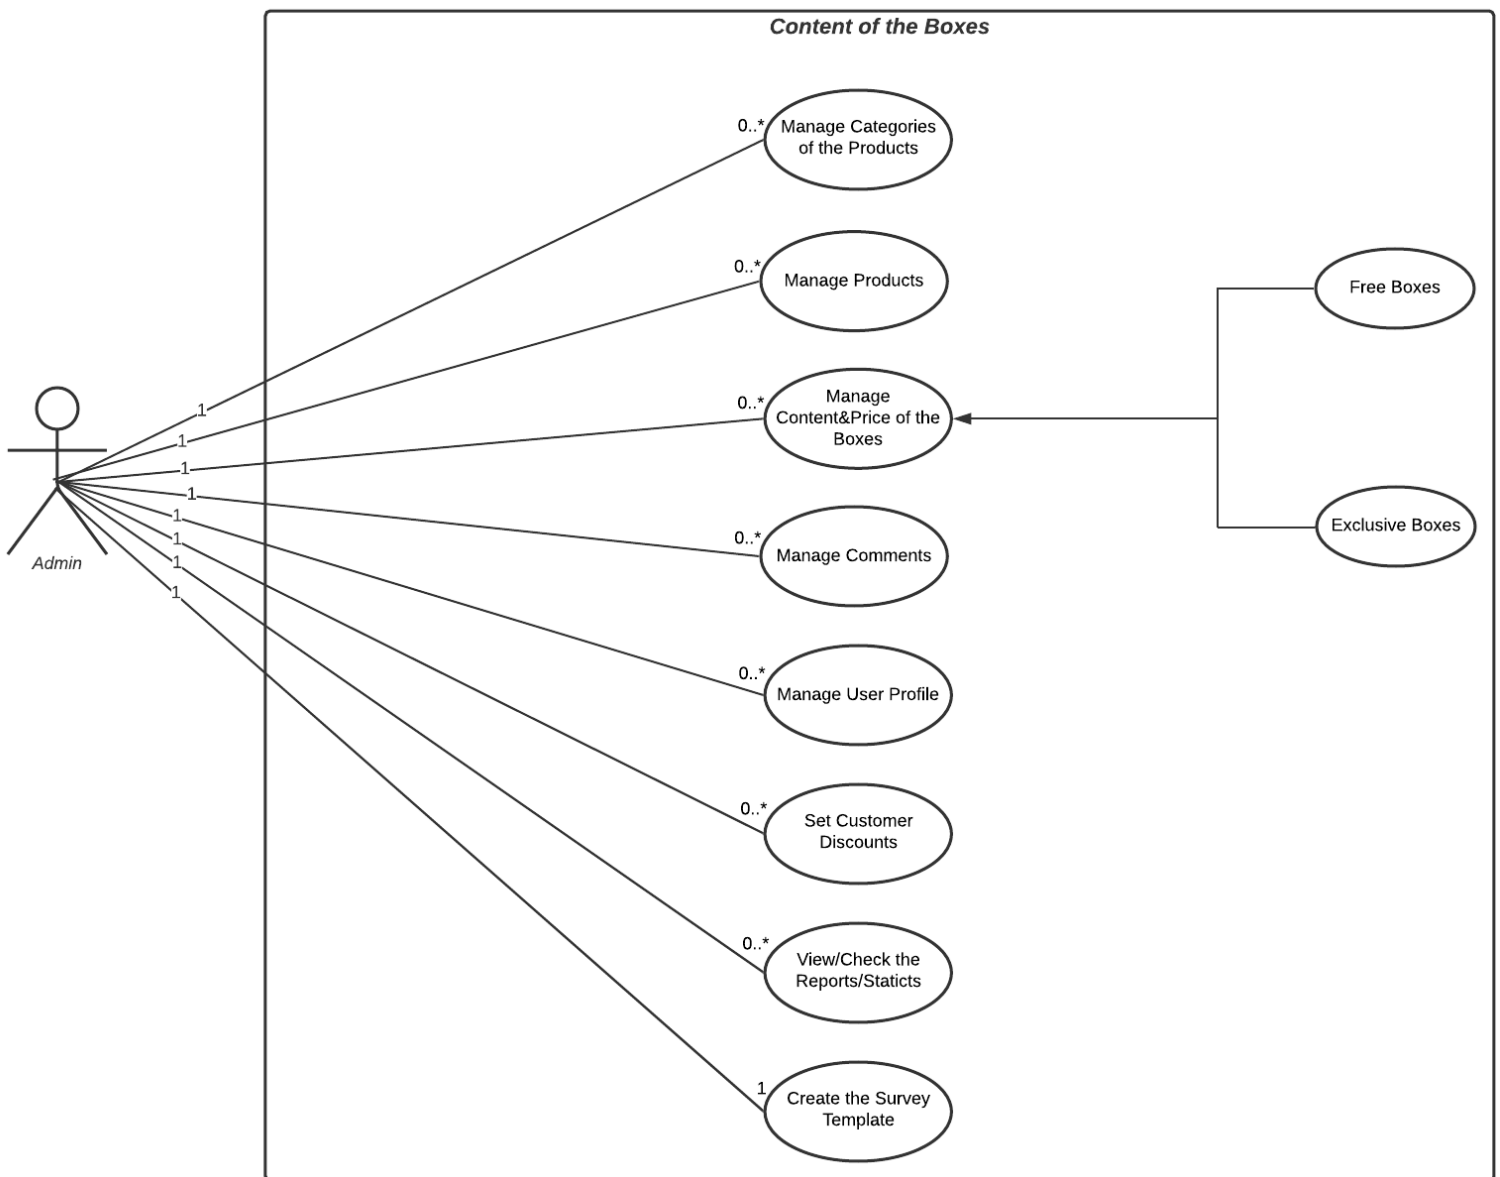 Content of the Boxes
0..*
Manage Categories
of the Products
0..*
Manage Products
Free Boxes
1
1
0..*
Manage
Content&Price of the
Boxes
1
1
Exclusive Boxes
1
0..*
Manage Comments
1
1
Admin
1
0..*
Manage User Profile
0..*
Set Customer
Discounts
0..*
View/Check the
Reports/Staticts
1
Create the Survey
Template